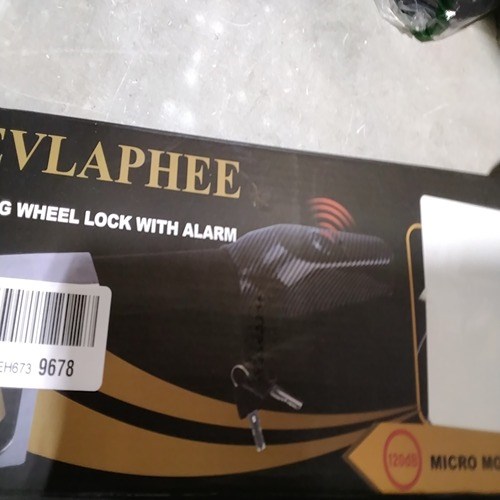 EVLAPHEE
G WHEEL LOCK WITH ALARM
EH673 9678
120dB MICRO MO